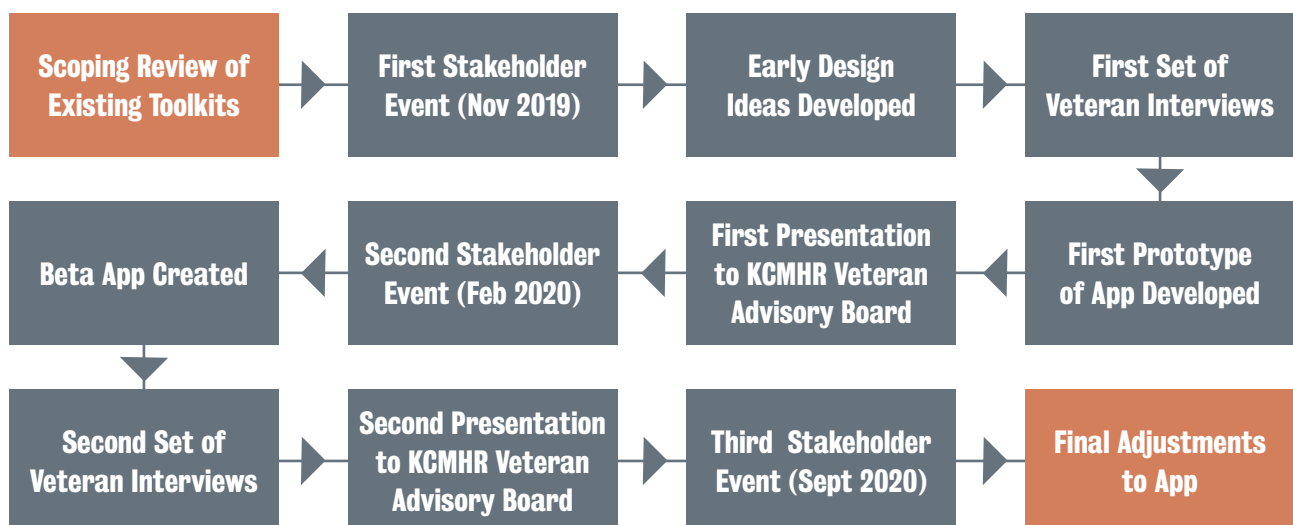 Scoping Review of
Existing Toolkits
First Stakeholder
Event (Nov 2019)
Early Design
Ideas Developed
First Set of
Veteran Interviews
First Prototype
of App Developed
First Presentation
to KCMHR Veteran
Advisory Board
Second Stakeholder
Event (Feb 2020)
Beta App Created
Second Set of
Veteran Interviews
Second Presentation
to KCMHR Veteran
Advisory Board
Third Stakeholder
Event (Sept 2020)
Final Adjustments
to App